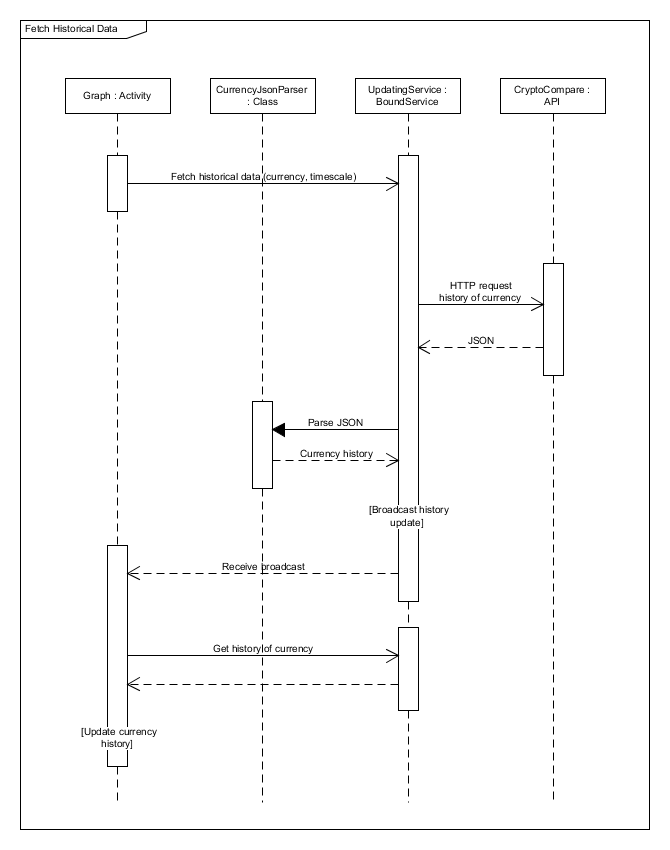 Fetch Historical Data
Graph : Activity
CurrencyJsonParser
: Class
UpdatingService :
BoundService
CryptoCompare :
API
Fetch historical data (currency, timescale)
HTTP request
history of currency
JSON
Parse JSON
Currency history
[Broadcast history
update]
Receive broadcast
Get history of currency
[Update currency
history]